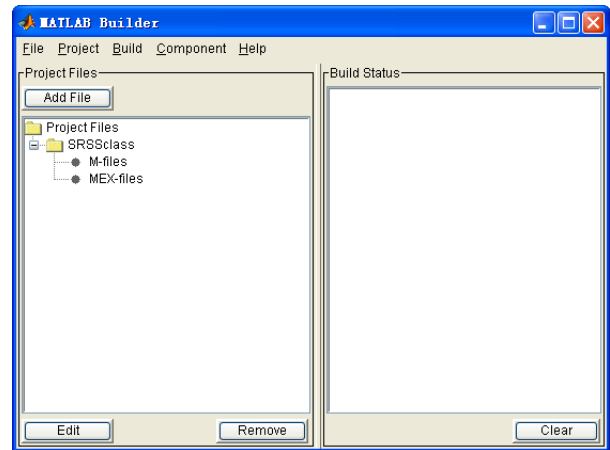 MATLAB Builder
File Project Build Component Help
Project Files
Add File
Project Files
SRSSclass
M-files
MEX-files
Edit
Remove
Build Status
Clear